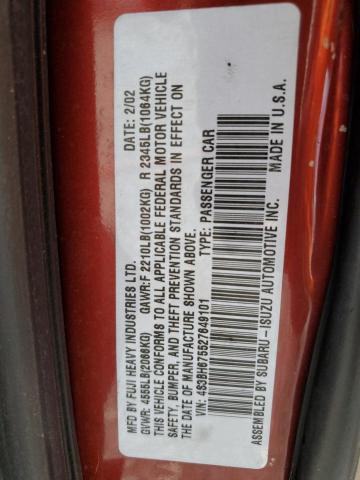 MFD BY FUJI HEAVY INDUSTRIES LTD. DATE: 2/02
GVWR: 4555LB(2066KG) GAWR:F 2210LB(1002KG) R 2345LB(1064KG)
THIS VEHICLE CONFORMS TO ALL APPLICABLE FEDERAL MOTOR VEHICLE
SAFETY, BUMPER, AND THEFT PREVENTION STANDARDS IN EFFECT ON
THE DATE OF MANUFACTURE SHOWN ABOVE.
VIN: 4S3BH675527649101 TYPE: PASSENGER CAR
ASSEMBLED BY SUBARU-ISUZU AUTOMOTIVE INC. MADE IN U.S.A.